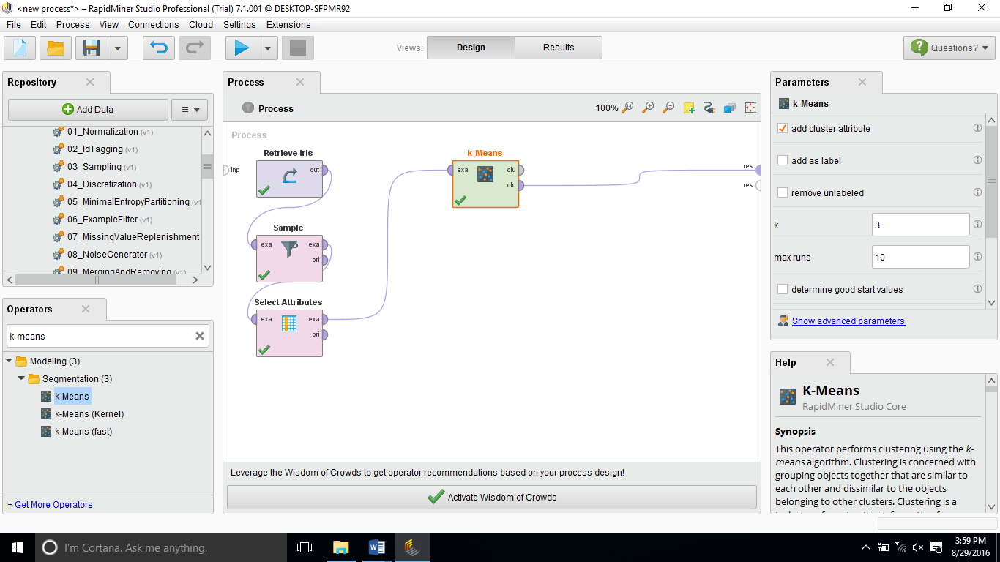 <new process*> – RapidMiner Studio Professional (Trial) 7.1.001 @ DESKTOP-SFPMR92
File Edit Process View Connections Cloud Settings Extensions
Views: Design Results
Questions?
Repository
Add Data
01_Normalization (v1)
02_IdTagging (v1)
03_Sampling (v1)
04_Discretization (v1)
05_MinimalEntropyPartitioning (v1
06_ExampleFilter (v1)
07_MissingValueReplenishment
08_NoiseGenerator (v1)
09_MergingAndRemoving (v1)
Operators
k-means
Modeling (3)
Segmentation (3)
k-Means
k-Means (Kernel)
k-Means (fast)
+ Get More Operators
Process
Process
100%
Process
Retrieve Iris
inp
out
Sample
exa exa
ori
Select Attributes
exa exa
ori
k-Means
exa clu
clu
res
res
Leverage the Wisdom of Crowds to get operator recommendations based on your process design!
Activate Wisdom of Crowds
Parameters
k-Means
add cluster attribute
add as label
remove unlabeled
k 3
max runs 10
determine good start values
Show advanced parameters
Help
K-Means
RapidMiner Studio Core
Synopsis
This operator performs clustering using the k-
means algorithm. Clustering is concerned with
grouping objects together that are similar to
each other and dissimilar to the objects
belonging to other clusters. Clustering is a
I'm Cortana. Ask me anything.
3:59 PM
8/29/2016